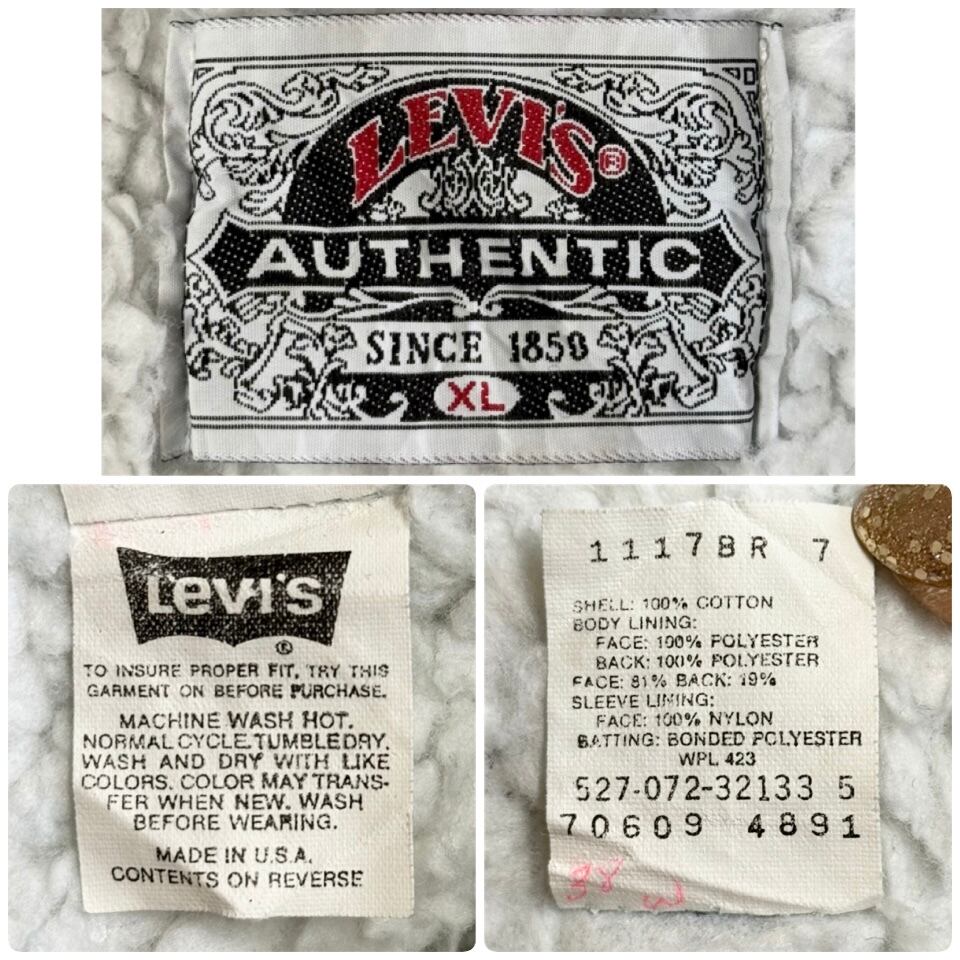 LEVI'S®
AUTHENTIC
SINCE 1850
XL
Levi's
®
TO INSURE PROPER FIT, TRY THIS
GARMENT ON BEFORE PURCHASE.
MACHINE WASH HOT.
NORMAL CYCLE. TUMBLE DRY.
WASH AND DRY WITH LIKE
COLORS. COLOR MAY TRANS-
FER WHEN NEW. WASH
BEFORE WEARING.
MADE IN U.S.A.
CONTENTS ON REVERSE
1117BR 7
SHELL: 100% COTTON
BODY LINING:
FACE: 100% POLYESTER
BACK: 100% POLYESTER
FACE: 81% BACK: 19%
SLEEVE LINING:
FACE: 100% NYLON
BATTING: BONDED POLYESTER
WPL 423
527-072-32133 5
70609 4891